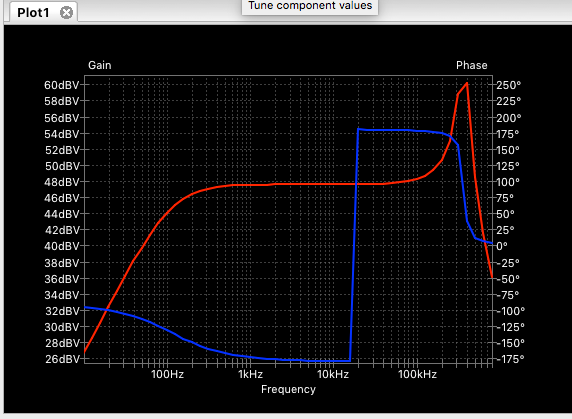 Plot1
Tune component values
Gain Phase
60dBV 250°
58dBV 225°
56dBV 200°
54dBV 175°
52dBV 150°
50dBV 125°
48dBV 100°
46dBV 75°
44dBV 50°
42dBV 25°
40dBV 0°
38dBV -25°
36dBV -50°
34dBV -75°
32dBV -100°
30dBV -125°
28dBV -150°
26dBV -175°
100Hz 1kHz 10kHz 100kHz
Frequency